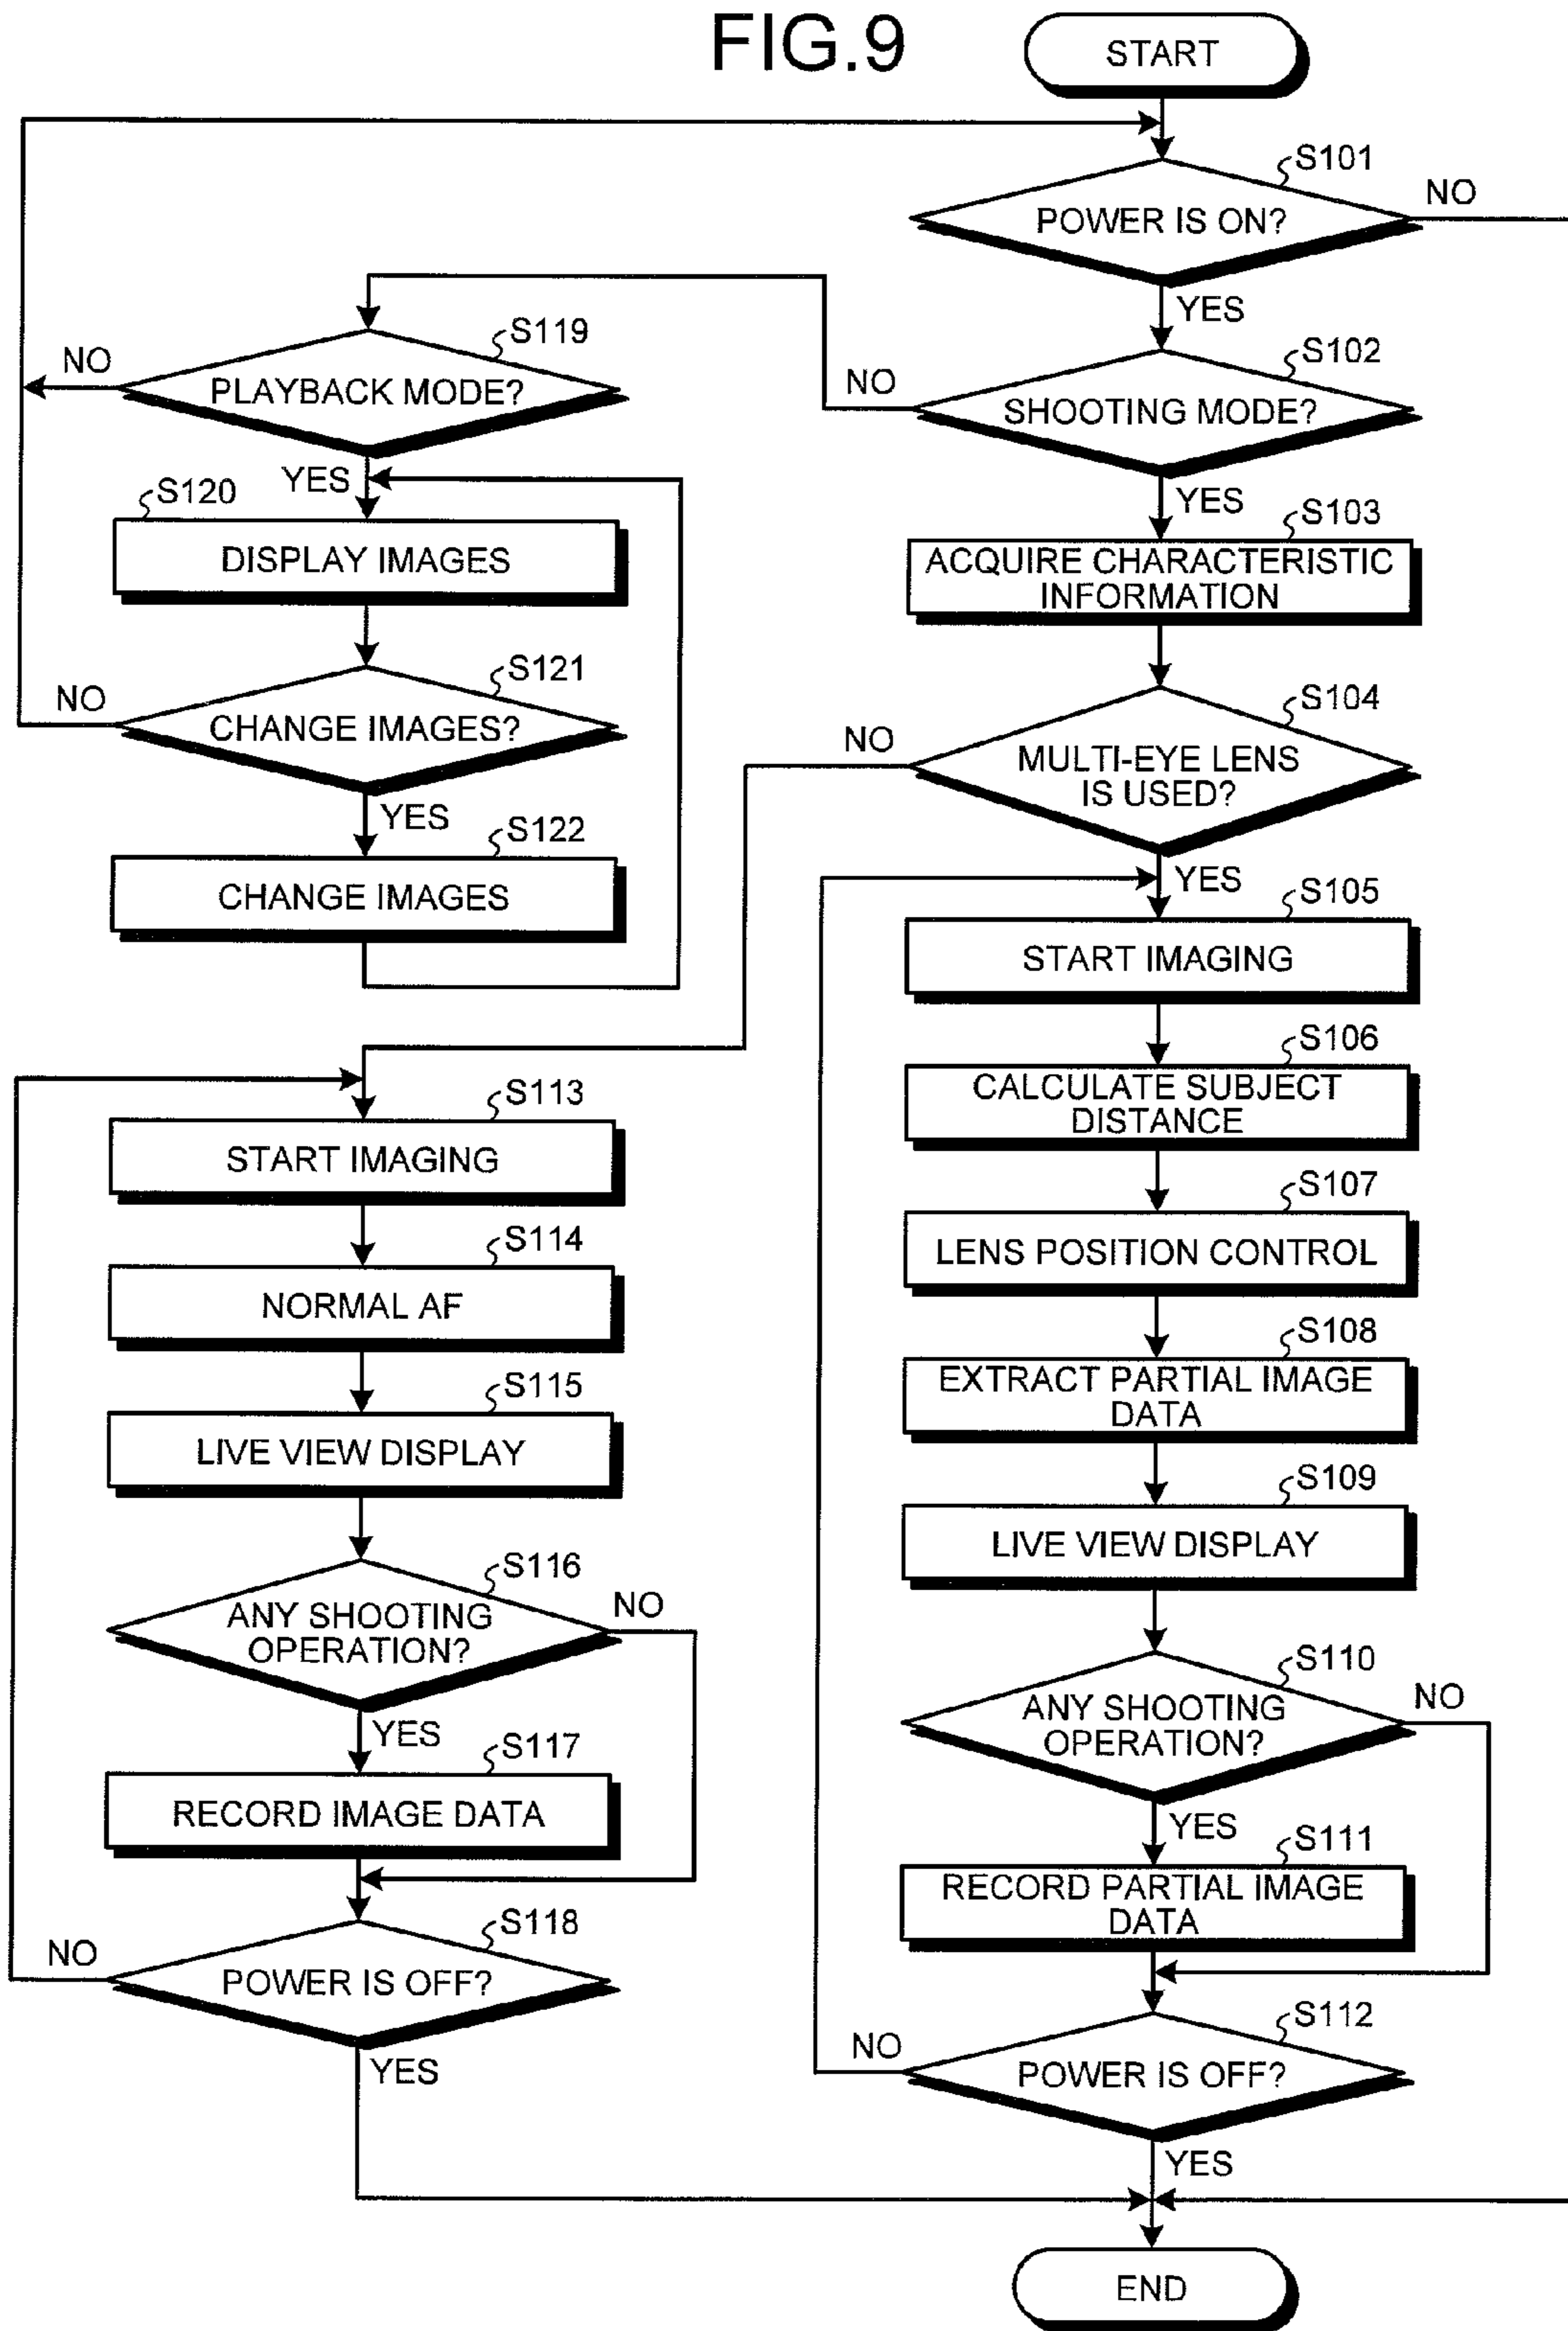 FIG.9
START
S101
POWER IS ON?
NO
YES
S102
SHOOTING MODE?
NO
YES
S103
ACQUIRE CHARACTERISTIC
INFORMATION
S104
MULTI-EYE LENS
IS USED?
NO
YES
S105
START IMAGING
S106
CALCULATE SUBJECT
DISTANCE
S107
LENS POSITION CONTROL
S108
EXTRACT PARTIAL IMAGE
DATA
S109
LIVE VIEW DISPLAY
S110
ANY SHOOTING
OPERATION?
NO
YES
S111
RECORD PARTIAL IMAGE
DATA
S112
POWER IS OFF?
NO
YES
END
S113
START IMAGING
S114
NORMAL AF
S115
LIVE VIEW DISPLAY
S116
ANY SHOOTING
OPERATION?
NO
YES
S117
RECORD IMAGE DATA
S118
POWER IS OFF?
NO
YES
S119
PLAYBACK MODE?
NO
YES
S120
DISPLAY IMAGES
S121
CHANGE IMAGES?
NO
YES
S122
CHANGE IMAGES